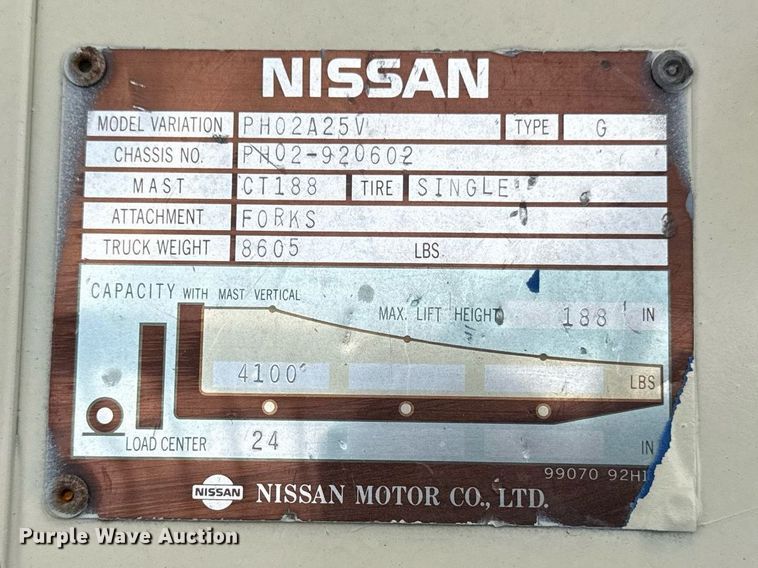 NISSAN
MODEL VARIATION PH02A25V TYPE G
CHASSIS NO. PH02-920602
MAST CT188 TIRE SINGLE
ATTACHMENT FORKS
TRUCK WEIGHT 8605 LBS
CAPACITY WITH MAST VERTICAL
MAX. LIFT HEIGHT 188 IN
4100 LBS
LOAD CENTER 24 IN
99070 92H1
NISSAN NISSAN MOTOR CO., LTD.
Purple Wave Auction